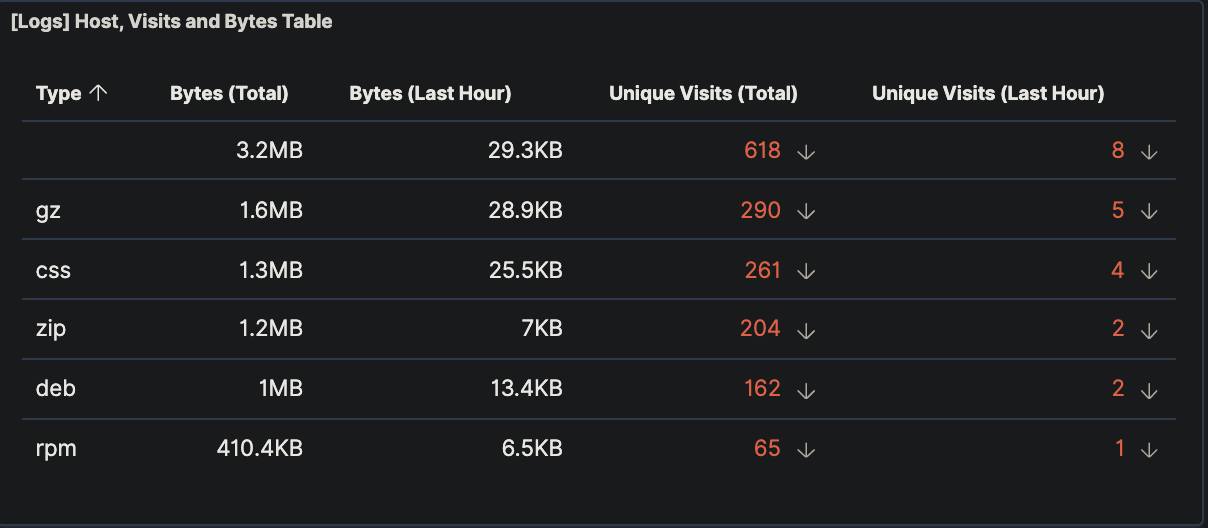 [Logs] Host, Visits and Bytes Table
Type ↑ Bytes (Total) Bytes (Last Hour) Unique Visits (Total) Unique Visits (Last Hour)
3.2MB 29.3KB 618 ↓ 8 ↓
gz 1.6MB 28.9KB 290 ↓ 5 ↓
css 1.3MB 25.5KB 261 ↓ 4 ↓
zip 1.2MB 7KB 204 ↓ 2 ↓
deb 1MB 13.4KB 162 ↓ 2 ↓
rpm 410.4KB 6.5KB 65 ↓ 1 ↓